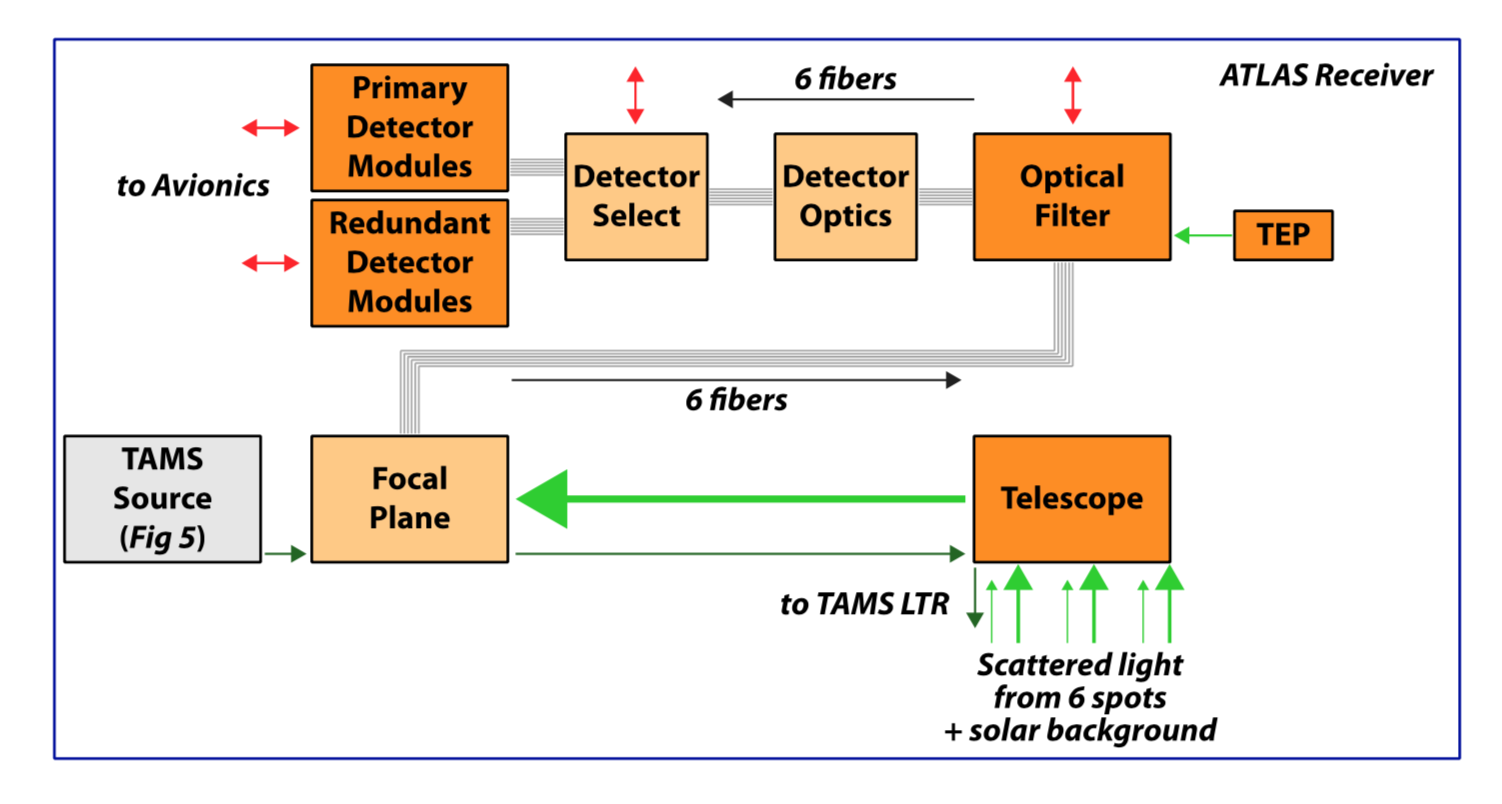 ATLAS Receiver
Primary
Detector
Modules
6 fibers
to Avionics
Detector
Select
Detector
Optics
Optical
Filter
TEP
Redundant
Detector
Modules
6 fibers
TAMS
Source
(Fig 5)
Focal
Plane
Telescope
to TAMS LTR
Scattered light
from 6 spots
+ solar background